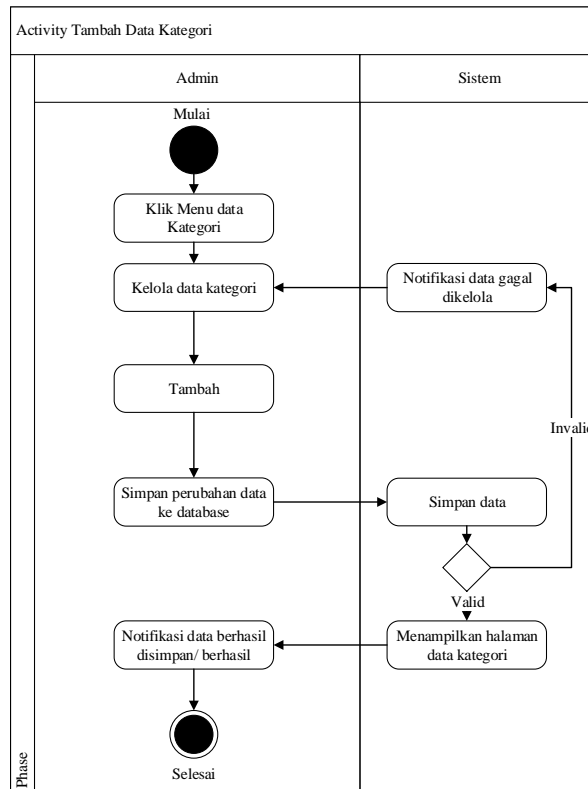 Activity Tambah Data Kategori
Admin
Sistem
Mulai
Klik Menu data
Kategori
Kelola data kategori
Notifikasi data gagal
dikelola
Tambah
Invalid
Simpan perubahan data
ke database
Simpan data
Valid
Notifikasi data berhasil
disimpan/ berhasil
Menampilkan halaman
data kategori
Selesai
Phase